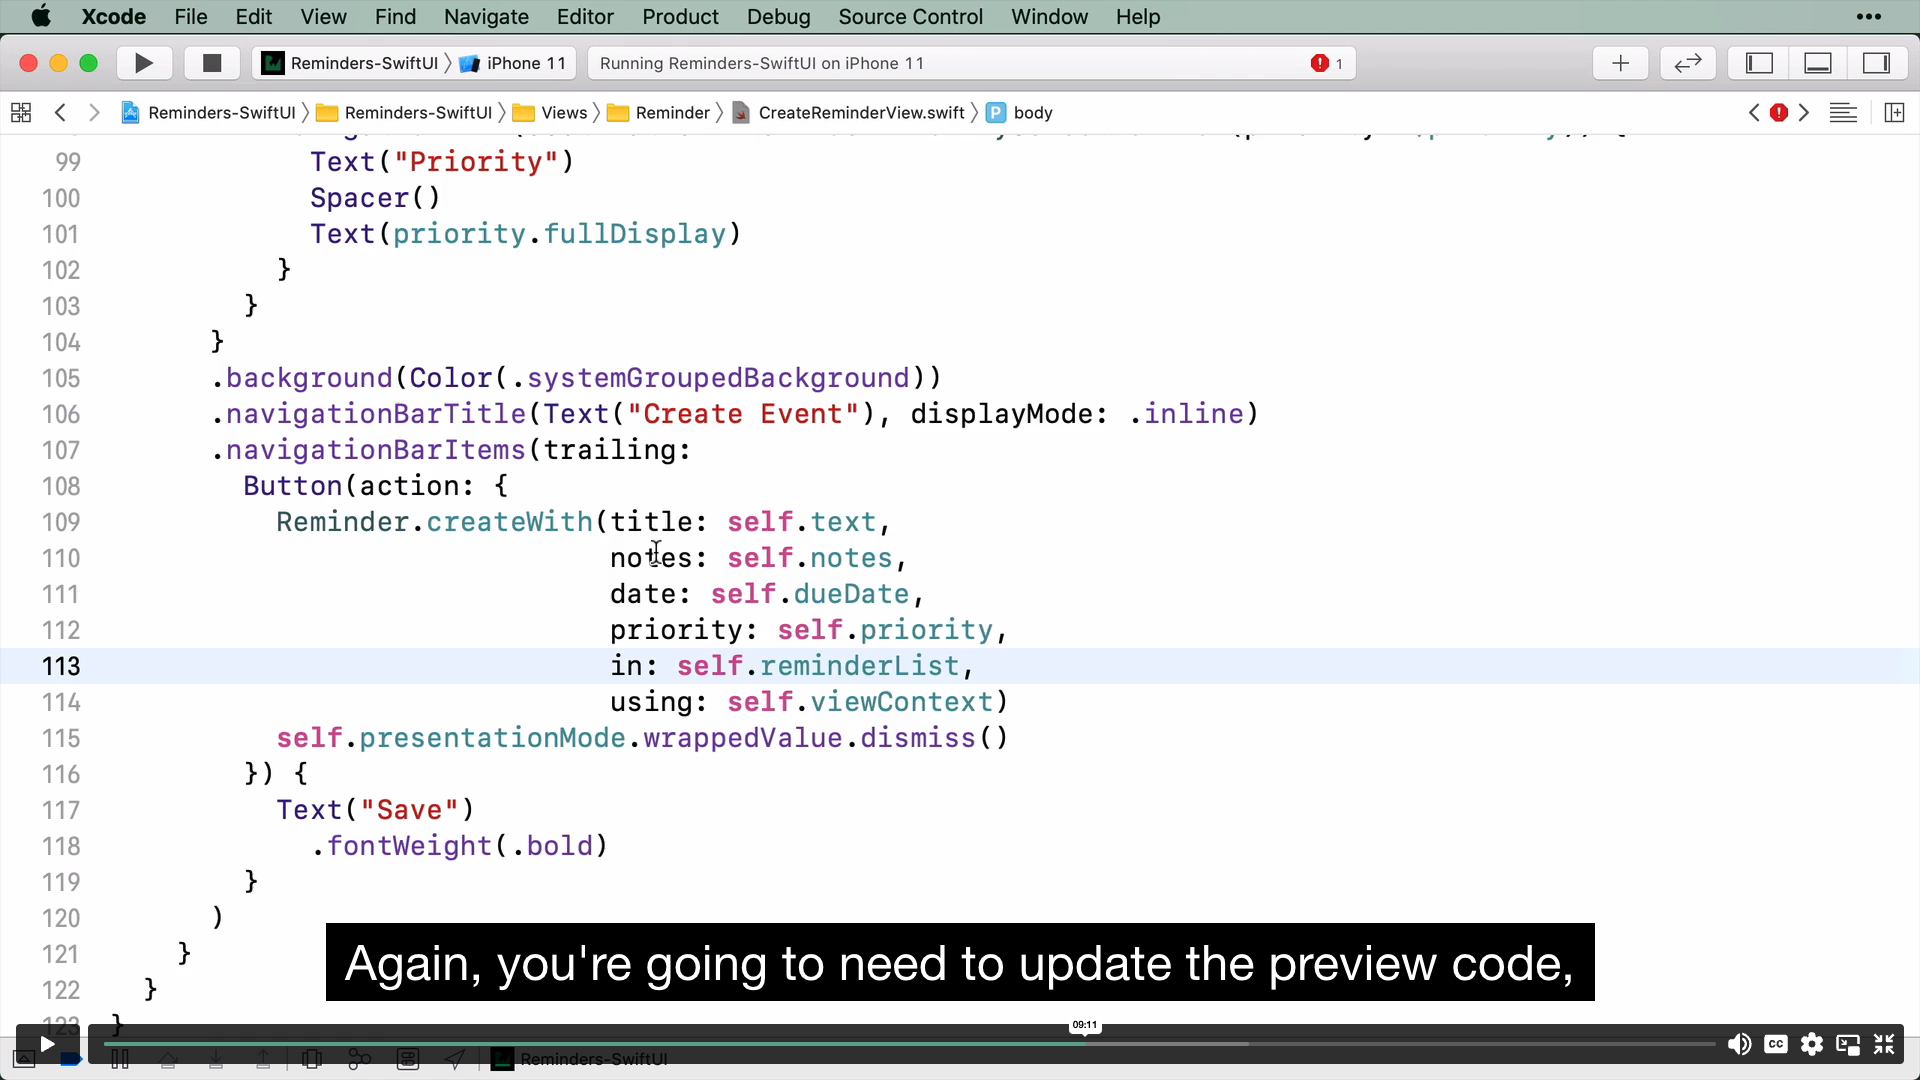 Xcode File Edit View Find Navigate Editor Product Debug Source Control Window Help
Reminders-SwiftUI iPhone 11 Running Reminders-SwiftUI on iPhone 11 1
Reminders-SwiftUI Reminders-SwiftUI Views Reminder CreateReminderView.swift P body
99 Text("Priority")
100 Spacer()
101 Text(priority.fullDisplay)
102 }
103 }
104 }
105 .background(Color(.systemGroupedBackground))
106 .navigationBarTitle(Text("Create Event"), displayMode: .inline)
107 .navigationBarItems(trailing:
108 Button(action: {
109 Reminder.createWith(title: self.text,
110 notes: self.notes,
111 date: self.dueDate,
112 priority: self.priority,
113 in: self.reminderList,
114 using: self.viewContext)
115 self.presentationMode.wrappedValue.dismiss()
116 }) {
117 Text("Save")
118 .fontWeight(.bold)
119 }
120 )
121 }
122 }
123 }
Again, you're going to need to update the preview code,
09:11
CC
Reminders-SwiftUI